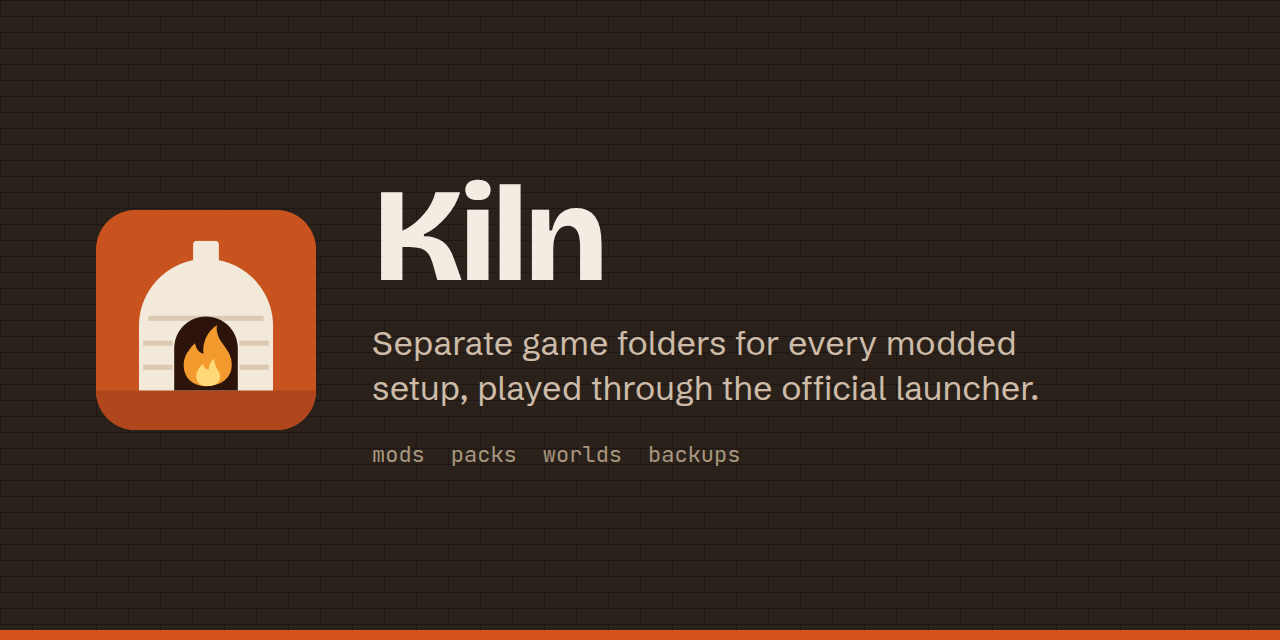 Kiln
Separate game folders for every modded
setup, played through the official launcher.
mods packs worlds backups